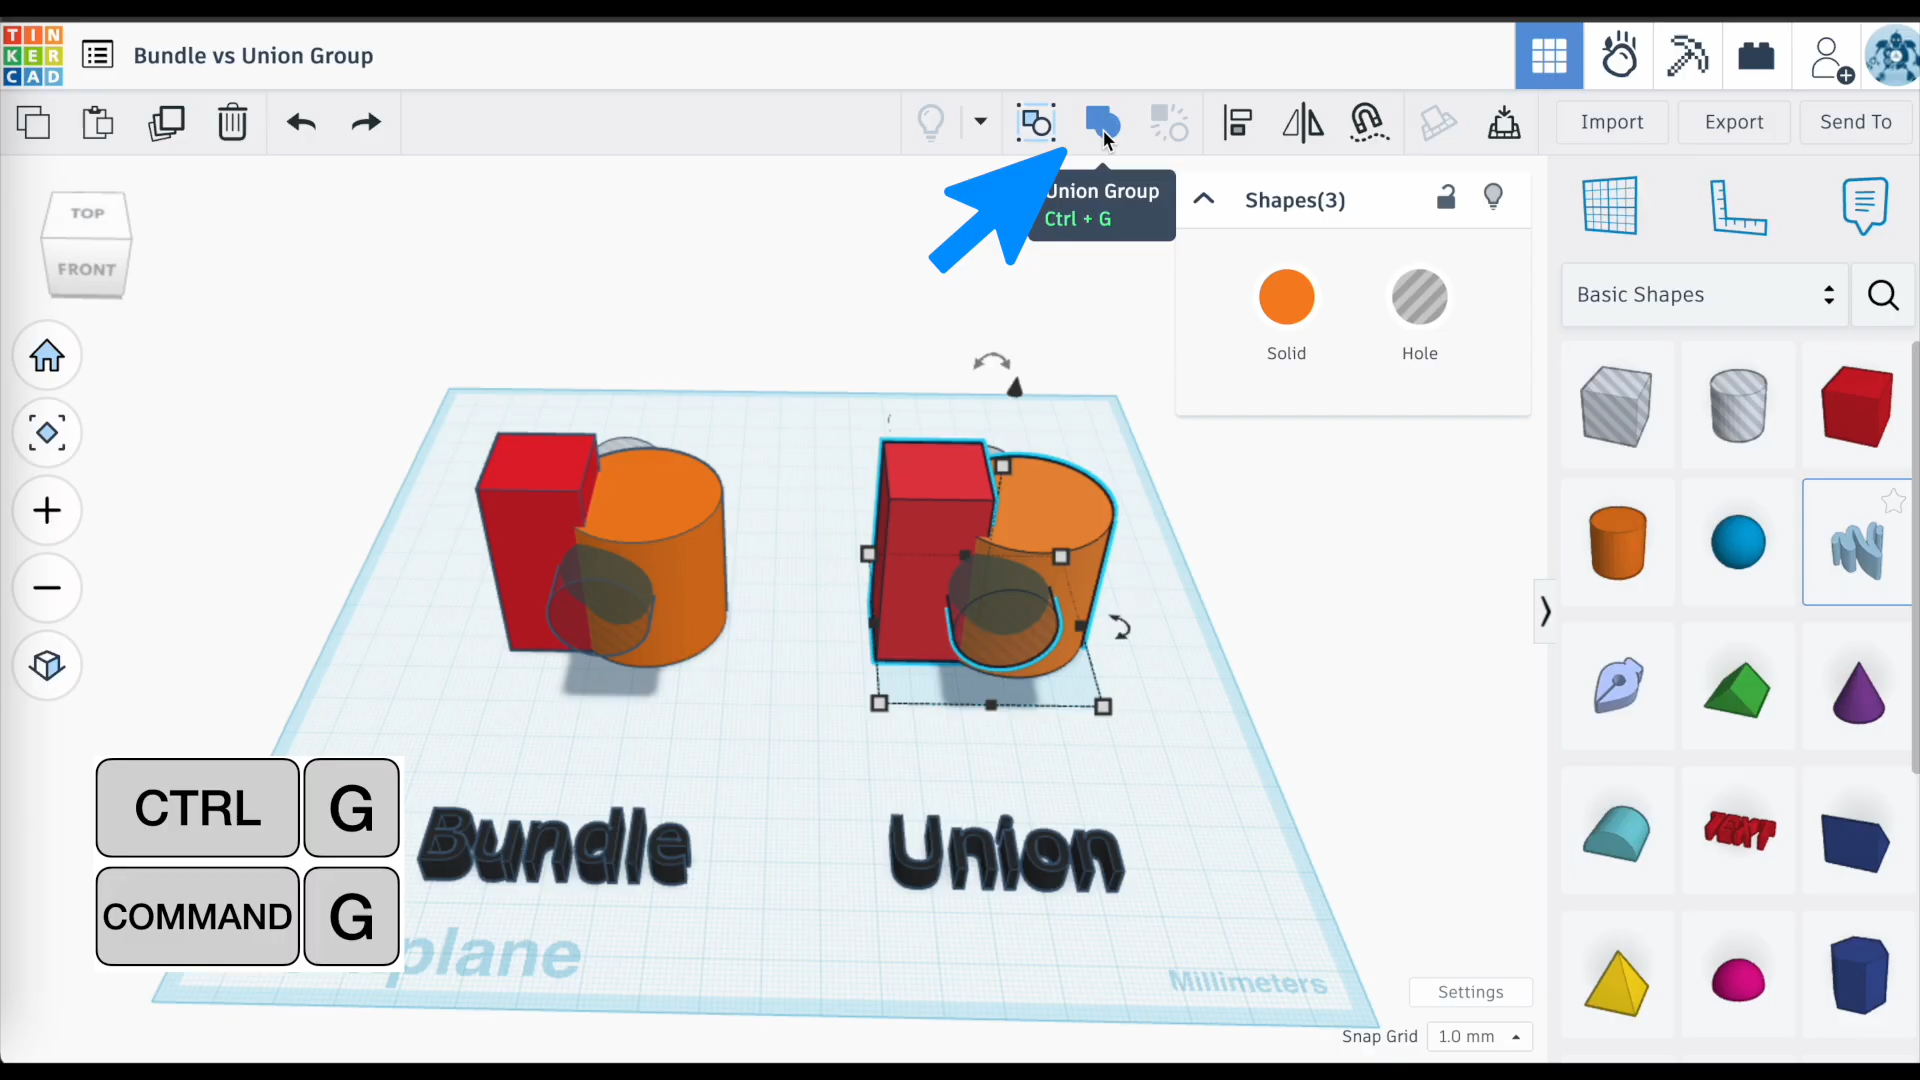 TIN
KER
CAD
Bundle vs Union Group
Import
Export
Send To
Union Group
Ctrl + G
Shapes(3)
Solid
Hole
TOP
FRONT
Basic Shapes
TEXT
Bundle
Union
CTRL
G
COMMAND
G
plane
Millimeters
Settings
Snap Grid
1.0 mm